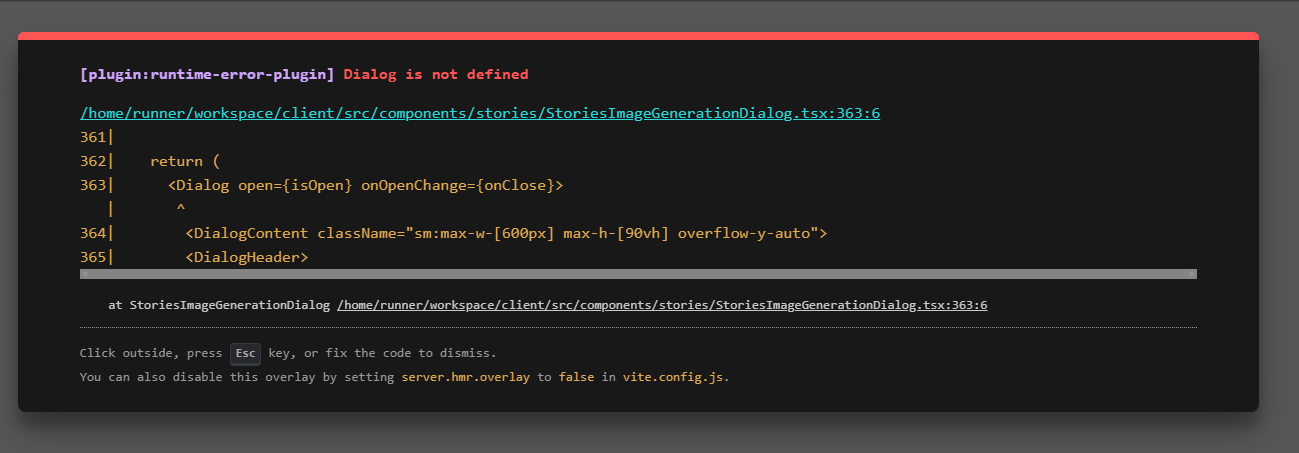 [plugin:runtime-error-plugin] Dialog is not defined
/home/runner/workspace/client/src/components/stories/StoriesImageGenerationDialog.tsx:363:6
361|
362|    return (
363|      <Dialog open={isOpen} onOpenChange={onClose}>
   |       ^
364|        <DialogContent className="sm:max-w-[600px] max-h-[90vh] overflow-y-auto">
365|        <DialogHeader>
at StoriesImageGenerationDialog /home/runner/workspace/client/src/components/stories/StoriesImageGenerationDialog.tsx:363:6
Click outside, press Esc key, or fix the code to dismiss.
You can also disable this overlay by setting server.hmr.overlay to false in vite.config.js.